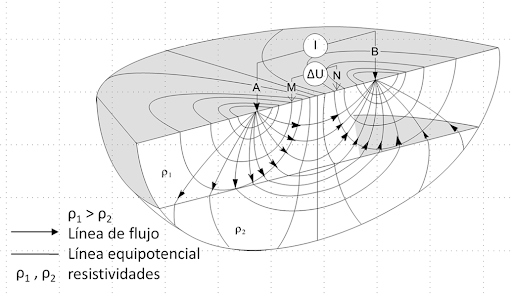 I
B
ΔU
A
M
N
ρ₁
ρ₂
ρ₁ > ρ₂
Línea de flujo
Línea equipotencial
ρ₁ , ρ₂ resistividades